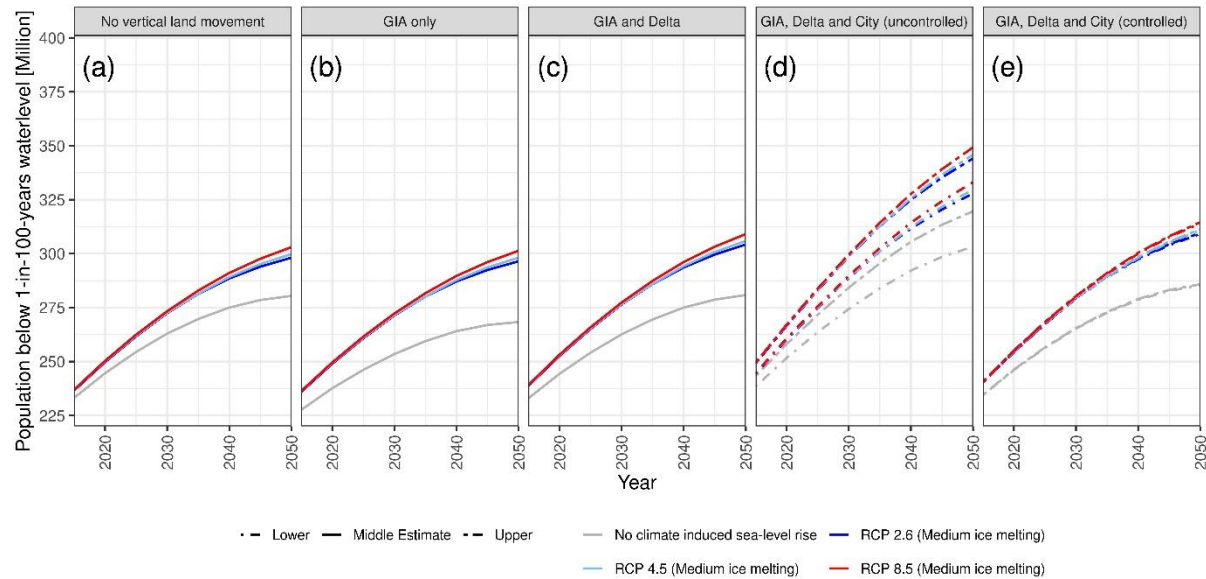 No vertical land movement
GIA only
GIA and Delta
GIA, Delta and City (uncontrolled)
GIA, Delta and City (controlled)
Population below 1-in-100-years waterlevel [Million]
400
375
350
325
300
275
250
225
(a)
(b)
(c)
(d)
(e)
2020
2030
2040
2050
2020
2030
2040
2050
2020
2030
2040
2050
2020
2030
2040
2050
2020
2030
2040
2050
Year
Lower
Middle Estimate
Upper
No climate induced sea-level rise
RCP 2.6 (Medium ice melting)
RCP 4.5 (Medium ice melting)
RCP 8.5 (Medium ice melting)